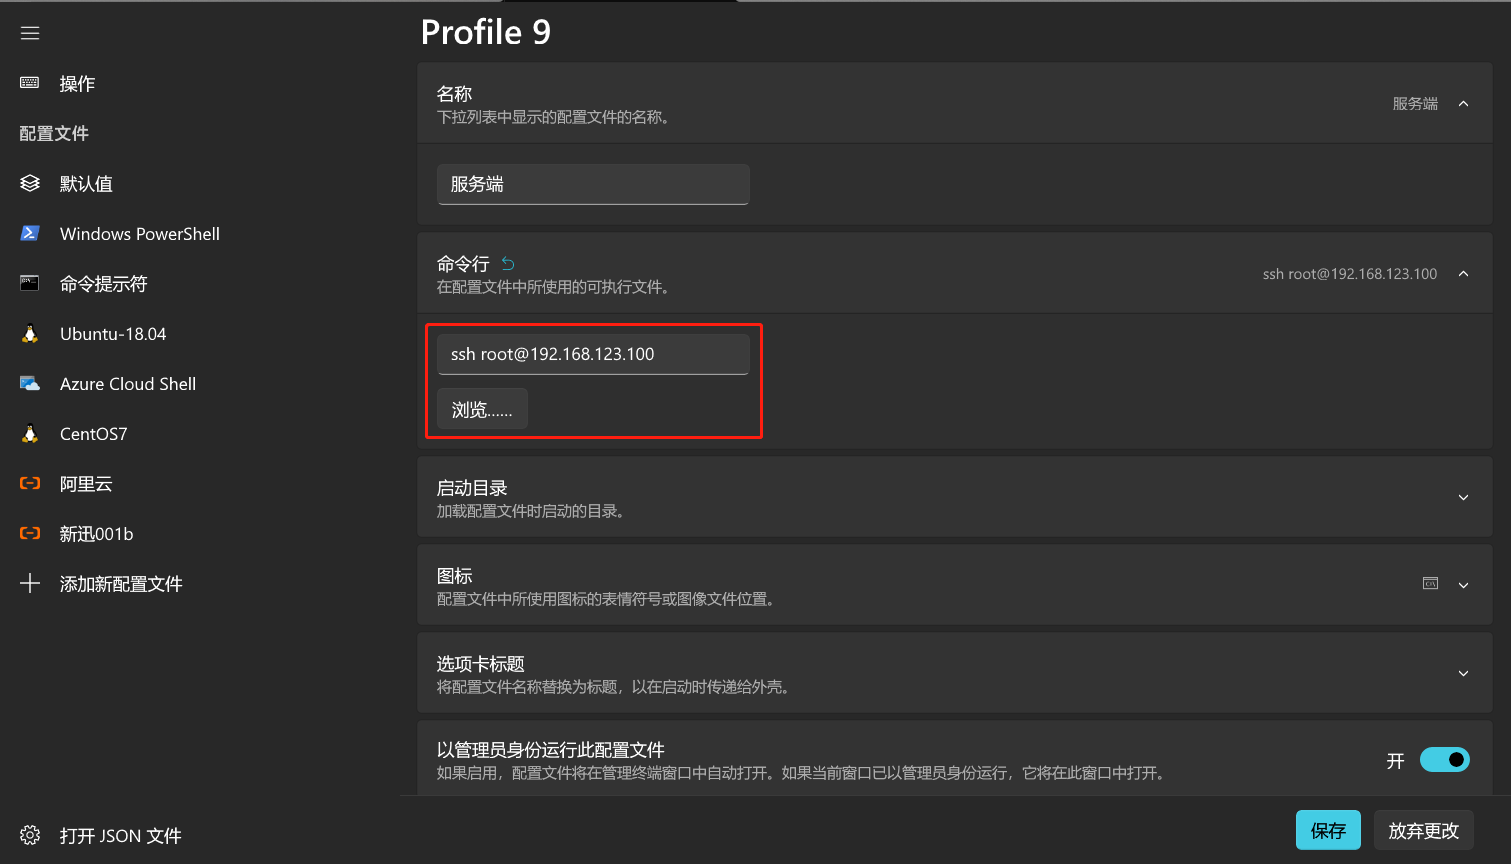 Profile 9
操作
配置文件
默认值
Windows PowerShell
命令提示符
Ubuntu-18.04
Azure Cloud Shell
CentOS7
阿里云
新迅001b
添加新配置文件
打开 JSON 文件
名称
下拉列表中显示的配置文件的名称。
服务端
服务端
命令行
在配置文件中所使用的可执行文件。
ssh root@192.168.123.100
ssh root@192.168.123.100
浏览......
启动目录
加载配置文件时启动的目录。
图标
配置文件中所使用图标的表情符号或图像文件位置。
选项卡标题
将配置文件名称替换为标题，以在启动时传递给外壳。
以管理员身份运行此配置文件
如果启用，配置文件将在管理终端窗口中自动打开。如果当前窗口已以管理员身份运行，它将在此窗口中打开。
开
保存
放弃更改